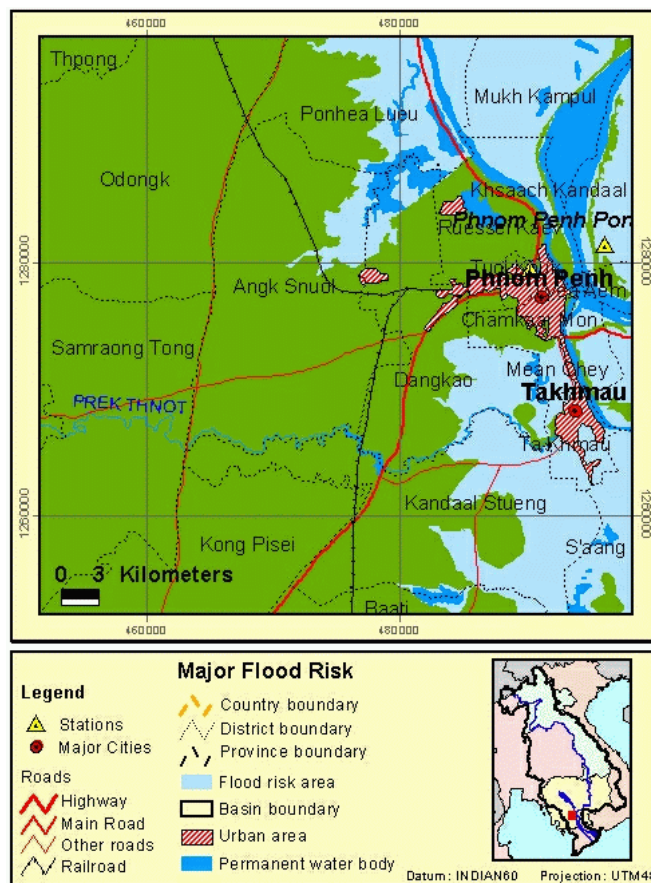 460000 480000
Thpong
Mukh Kampul
Ponhea Lueu
Odongk
Khsaach Kandaal
Phnom Penh Por
Ruessei Kaev
1280000 1280000
Angk Snuol
Phnom Penh
Chamkaar Mon
Samraong Tong
Mean Chey
Dangkao
Takhmau
PREK THNOT
Ta Khmau
Kandaal Stueng
1260000 1260000
Kong Pisei
S'aang
0 3 Kilometers
Baati
460000 480000
Major Flood Risk
Legend
Stations
Major Cities
Roads
Highway
Main Road
Other roads
Railroad
Country boundary
District boundary
Province boundary
Flood risk area
Basin boundary
Urban area
Permanent water body
Datum : INDIAN60 Projection : UTM48